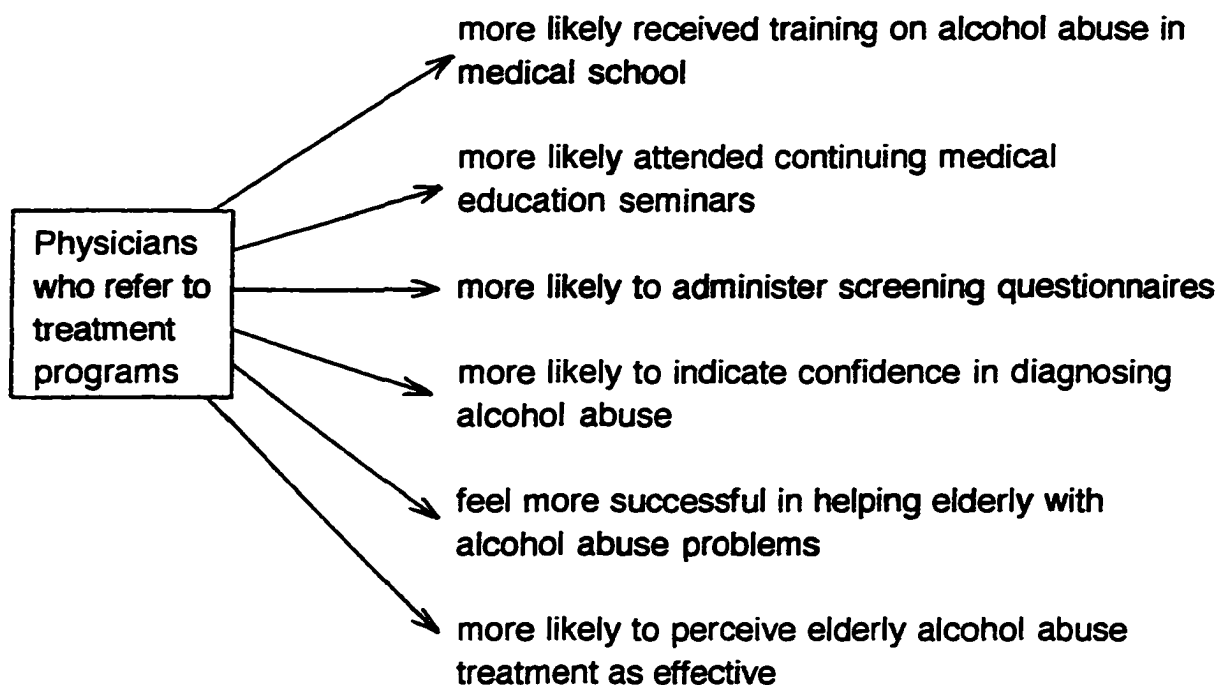 more likely received training on alcohol abuse in
medical school
more likely attended continuing medical
education seminars
Physicians
who refer to
treatment
programs
more likely to administer screening questionnaires
more likely to indicate confidence in diagnosing
alcohol abuse
feel more successful in helping elderly with
alcohol abuse problems
more likely to perceive elderly alcohol abuse
treatment as effective